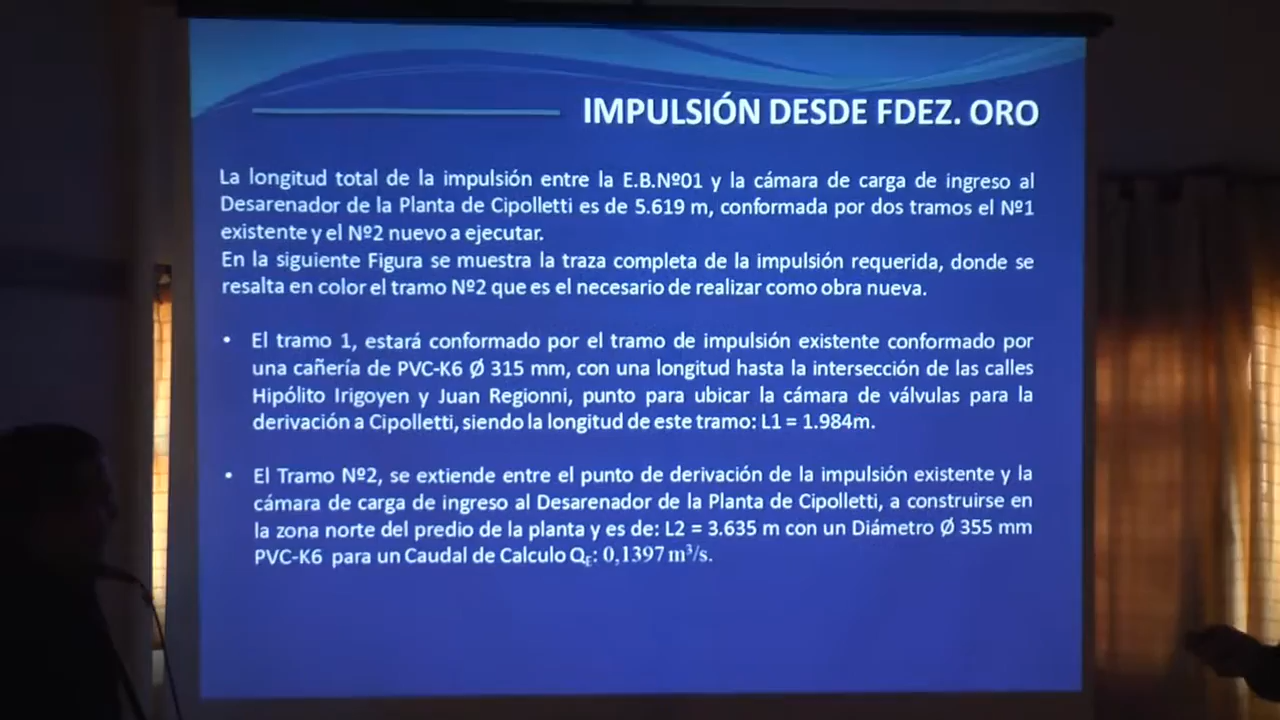 IMPULSIÓN DESDE FDEZ. ORO
La longitud total de la impulsión entre la E.B.Nº01 y la cámara de carga de ingreso al
Desarenador de la Planta de Cipolletti es de 5.619 m, conformada por dos tramos el Nº1
existente y el Nº2 nuevo a ejecutar.
En la siguiente Figura se muestra la traza completa de la impulsión requerida, donde se
resalta en color el tramo Nº2 que es el necesario de realizar como obra nueva.
• El tramo 1, estará conformado por el tramo de impulsión existente conformado por
una cañería de PVC-K6 Ø 315 mm, con una longitud hasta la intersección de las calles
Hipólito Irigoyen y Juan Regionni, punto para ubicar la cámara de válvulas para la
derivación a Cipolletti, siendo la longitud de este tramo: L1 = 1.984m.
• El Tramo Nº2, se extiende entre el punto de derivación de la impulsión existente y la
cámara de carga de ingreso al Desarenador de la Planta de Cipolletti, a construirse en
la zona norte del predio de la planta y es de: L2 = 3.635 m con un Diámetro Ø 355 mm
PVC-K6 para un Caudal de Calculo QE: 0,1397 m³/s.